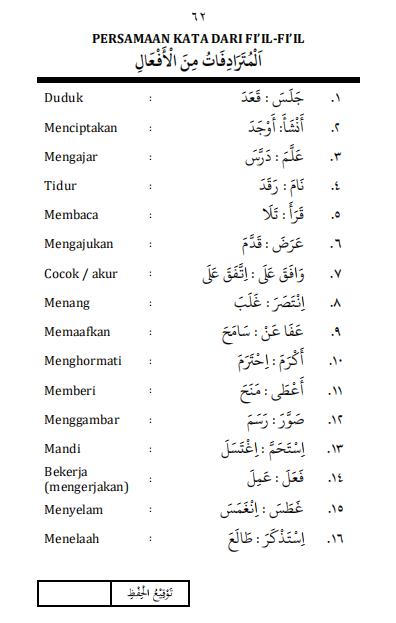 ٦٢
PERSAMAAN KATA DARI FI’IL-FI’IL
اَلْمُتَرَادِفَاتُ مِنَ الْأَفْعَالِ
Duduk : جَلَسَ : قَعَدَ .١
Menciptakan : أَنْشَأَ : أَوْجَدَ .٢
Mengajar : عَلَّمَ : دَرَّسَ .٣
Tidur : نَامَ : رَقَدَ .٤
Membaca : قَرَأَ : تَلَا .٥
Mengajukan : عَرَضَ : قَدَّمَ .٦
Cocok / akur : وَافَقَ عَلَى : اِتَّفَقَ عَلَى .٧
Menang : اِنْتَصَرَ : غَلَبَ .٨
Memaafkan : عَفَا عَنْ : سَامَحَ .٩
Menghormati : أَكْرَمَ : اِحْتَرَمَ .١٠
Memberi : أَعْطَى : مَنَحَ .١١
Menggambar : صَوَّرَ : رَسَمَ .١٢
Mandi : اِسْتَحَمَّ : اِغْتَسَلَ .١٣
Bekerja
(mengerjakan) : فَعَلَ : عَمِلَ .١٤
Menyelam : غَطَسَ : اِنْغَمَسَ .١٥
Menelaah : اِسْتَذْكَرَ : طَالَعَ .١٦
تَوْقِيْعُ الْحِفْظِ